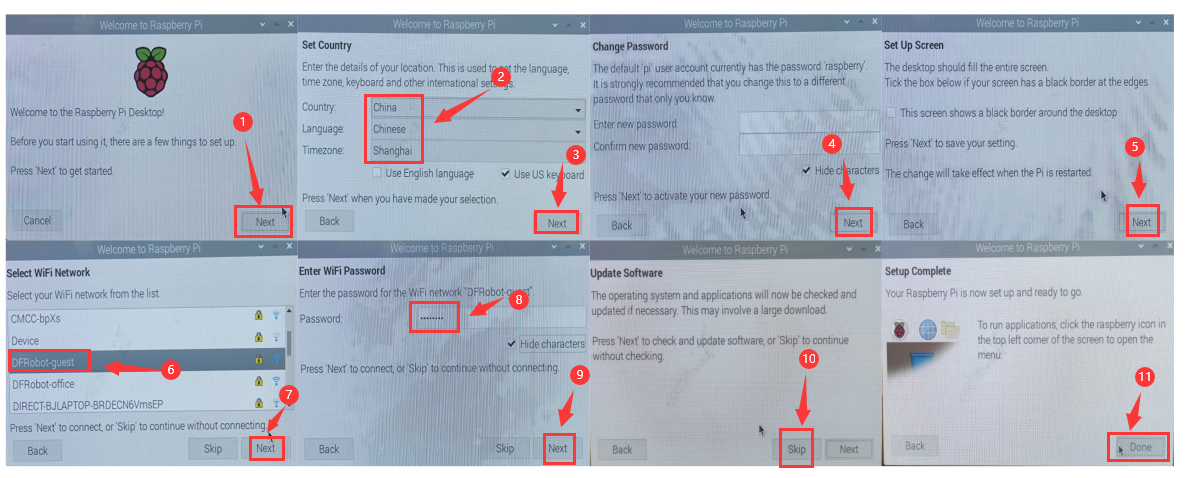 Welcome to Raspberry Pi
Welcome to the Raspberry Pi Desktop!
Before you start using it, there are a few things to set up.
Press 'Next' to get started.
1
Cancel
Next
Welcome to Raspberry Pi
Set Country
Enter the details of your location. This is used to set the language,
time zone, keyboard and other international settings.
2
Country:
China
Language:
Chinese
Timezone:
Shanghai
3
Use English language
Use US keyboard
Press 'Next' when you have made your selection.
Back
Next
Welcome to Raspberry Pi
Change Password
The default 'pi' user account currently has the password 'raspberry'.
It is strongly recommended that you change this to a different
password that only you know.
Enter new password:
Confirm new password:
4
Hide characters
Press 'Next' to activate your new password.
Back
Next
Welcome to Raspberry Pi
Set Up Screen
The desktop should fill the entire screen.
Tick the box below if your screen has a black border at the edges.
This screen shows a black border around the desktop
Press 'Next' to save your setting.
5
The change will take effect when the Pi is restarted.
Back
Next
Welcome to Raspberry Pi
Select WiFi Network
Select your WiFi network from the list.
CMCC-bpXs
Device
DFRobot-guest
6
DFRobot-office
DIRECT-BJLAPTOP-BRDECN6VmsEP
7
Press 'Next' to connect, or 'Skip' to continue without connecting.
Back
Skip
Next
Welcome to Raspberry Pi
Enter WiFi Password
Enter the password for the WiFi network "DFRobot-guest".
8
Password:
••••••••
Hide characters
Press 'Next' to connect, or 'Skip' to continue without connecting.
9
Back
Skip
Next
Welcome to Raspberry Pi
Update Software
The operating system and applications will now be checked and
updated if necessary. This may involve a large download.
Press 'Next' to check and update software, or 'Skip' to continue
without checking.
10
Back
Skip
Next
Welcome to Raspberry Pi
Setup Complete
Your Raspberry Pi is now set up and ready to go.
To run applications, click the raspberry icon in
the top left corner of the screen to open the
menu.
11
Back
Done